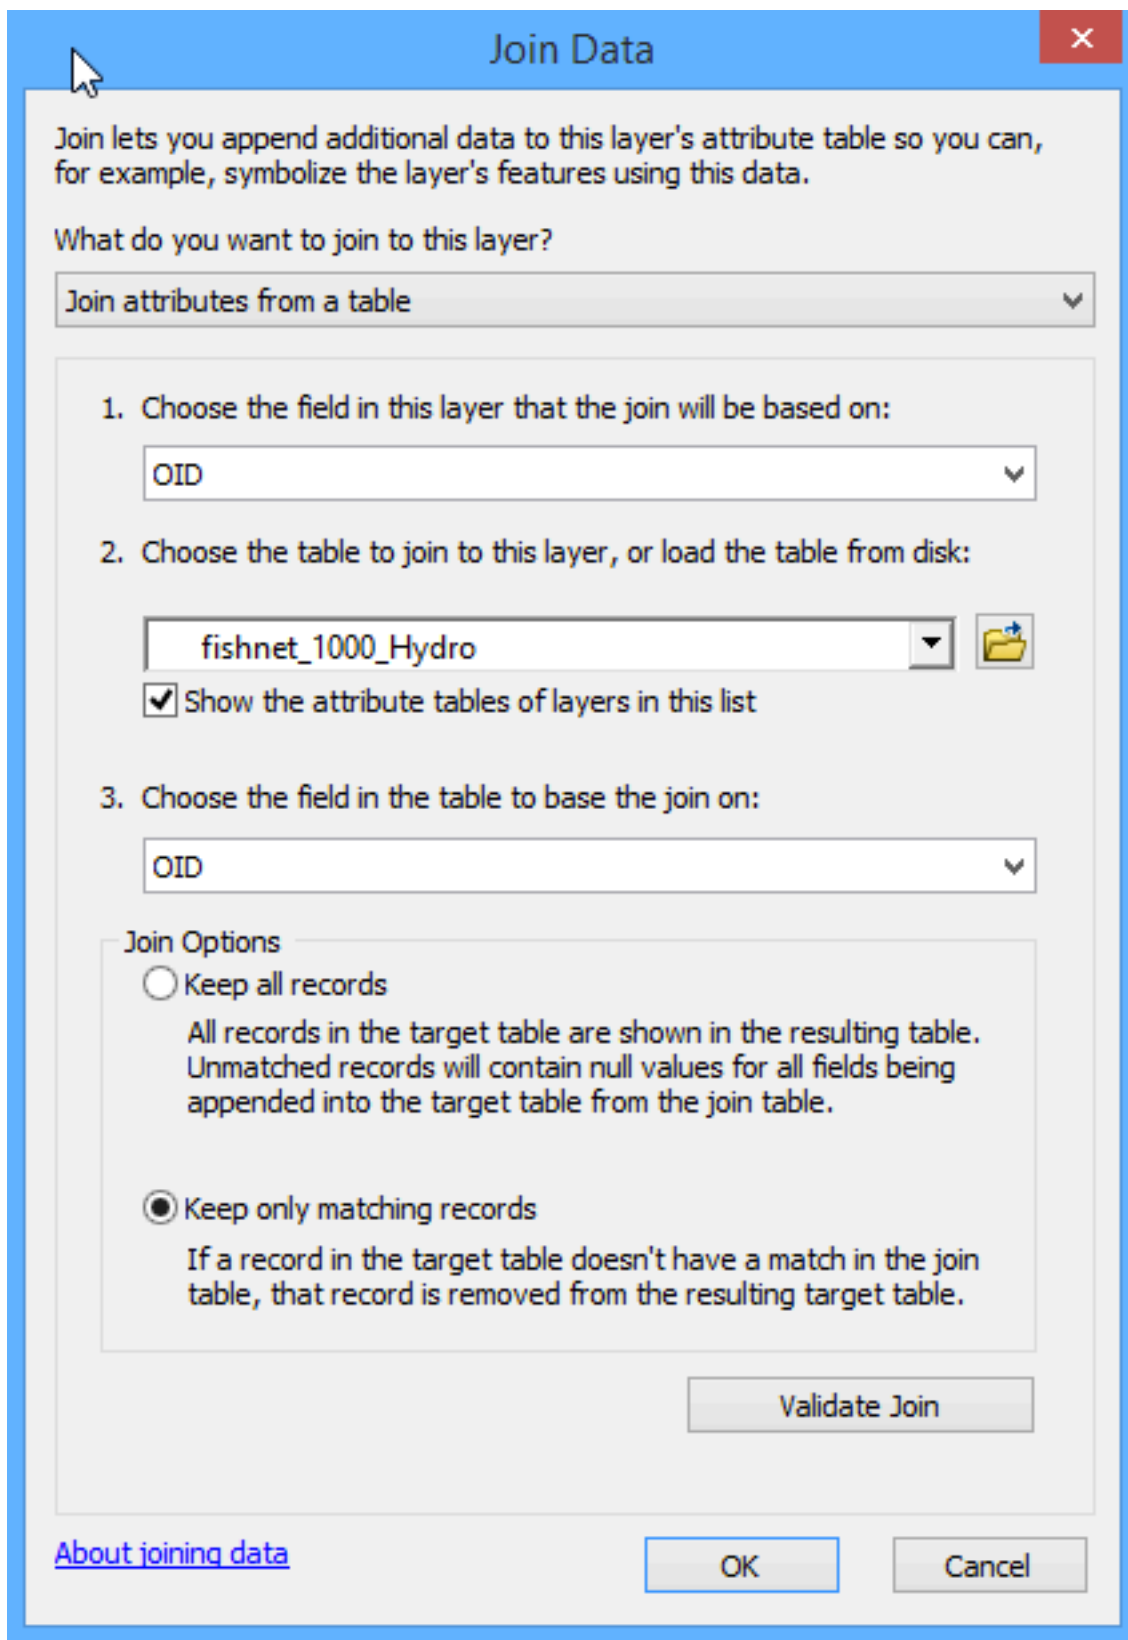 Join Data
Join lets you append additional data to this layer's attribute table so you can,
for example, symbolize the layer's features using this data.
What do you want to join to this layer?
Join attributes from a table
1. Choose the field in this layer that the join will be based on:
OID
2. Choose the table to join to this layer, or load the table from disk:
fishnet_1000_Hydro
Show the attribute tables of layers in this list
3. Choose the field in the table to base the join on:
OID
Join Options
Keep all records
All records in the target table are shown in the resulting table.
Unmatched records will contain null values for all fields being
appended into the target table from the join table.
Keep only matching records
If a record in the target table doesn't have a match in the join
table, that record is removed from the resulting target table.
Validate Join
About joining data
OK
Cancel